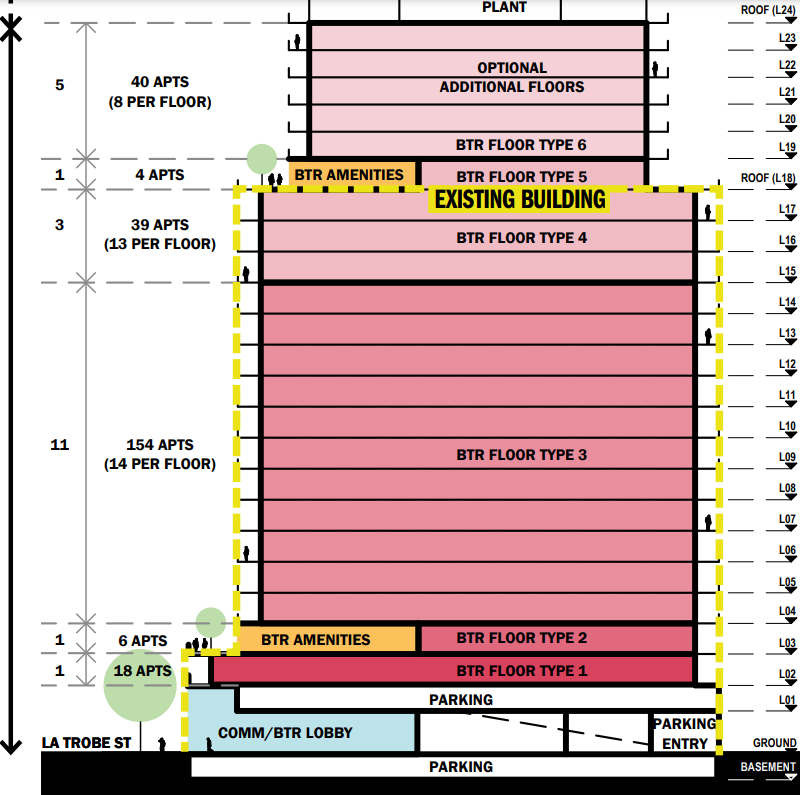 PLANT
ROOF (L24)
L23
5
40 APTS
(8 PER FLOOR)
OPTIONAL
ADDITIONAL FLOORS
L22
L21
L20
BTR FLOOR TYPE 6
L19
1
4 APTS
BTR AMENITIES
BTR FLOOR TYPE 5
ROOF (L18)
EXISTING BUILDING
L17
3
39 APTS
(13 PER FLOOR)
BTR FLOOR TYPE 4
L16
L15
L14
L13
L12
L11
L10
11
154 APTS
(14 PER FLOOR)
BTR FLOOR TYPE 3
L09
L08
L07
L06
L05
L04
1
6 APTS
BTR AMENITIES
BTR FLOOR TYPE 2
L03
1
18 APTS
BTR FLOOR TYPE 1
L02
PARKING
L01
COMM/BTR LOBBY
PARKING
ENTRY
LA TROBE ST
GROUND
PARKING
BASEMENT